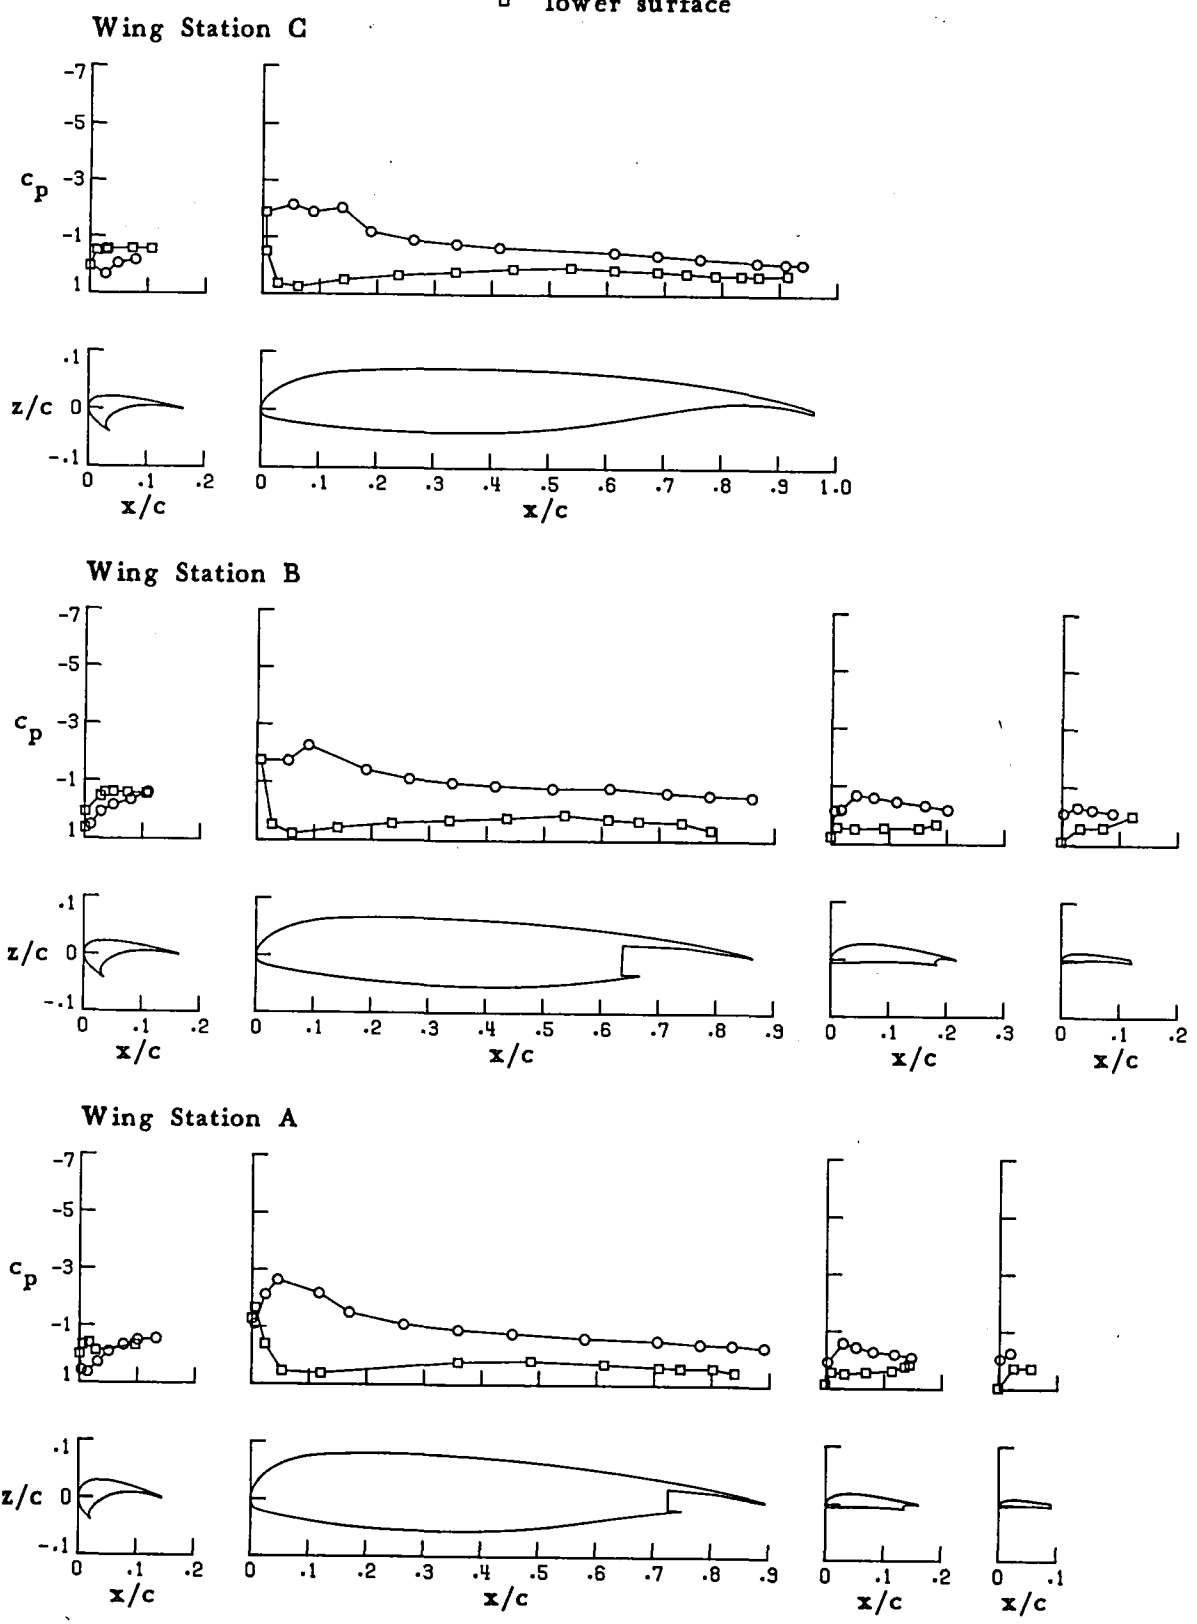 □ lower surface
Wing Station C
-7
-5
c_p -3
-1
1
.1
z/c 0
-.1
0 .1 .2 0 .1 .2 .3 .4 .5 .6 .7 .8 .9 1.0
x/c x/c
Wing Station B
-7
-5
c_p -3
-1
1
.1
z/c 0
-.1
0 .1 .2 0 .1 .2 .3 .4 .5 .6 .7 .8 .9 0 .1 .2 .3 0 .1 .2
x/c x/c x/c x/c
Wing Station A
-7
-5
c_p -3
-1
1
.1
z/c 0
-.1
0 .1 .2 0 .1 .2 .3 .4 .5 .6 .7 .8 .9 0 .1 .2 0 .1
x/c x/c x/c x/c